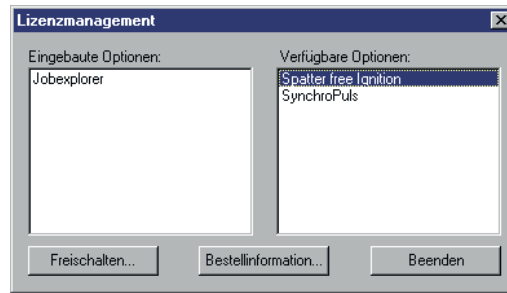 Lizenzmanagement
Eingebaute Optionen:
Verfügbare Optionen:
Jobexplorer
Spatter free Ignition
SynchroPuls
Freischalten...
Bestellinformation...
Beenden